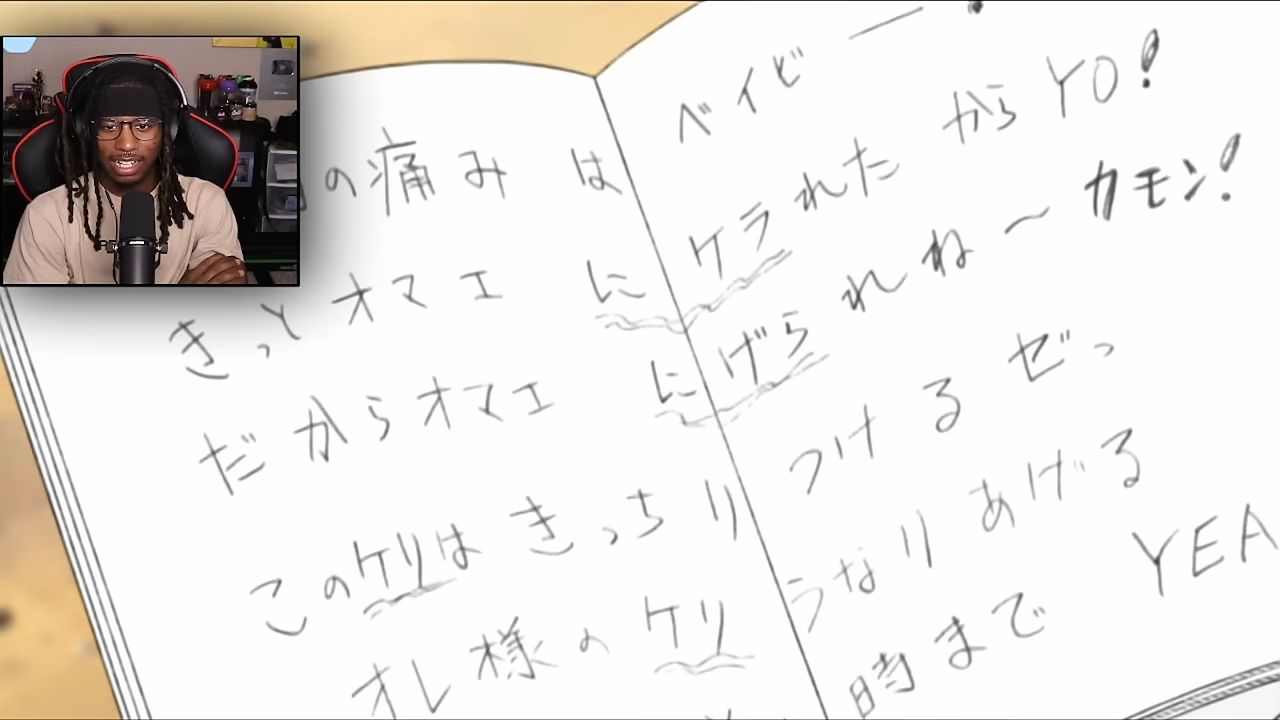 の痛み は ベイビー
きっとオマエ にケラれた からYO!
だからオマエ にげられね〜 カモン!
このケリは きっちり つける ぜっ
オレ様の ケリ うなり あげる
時まで YEA